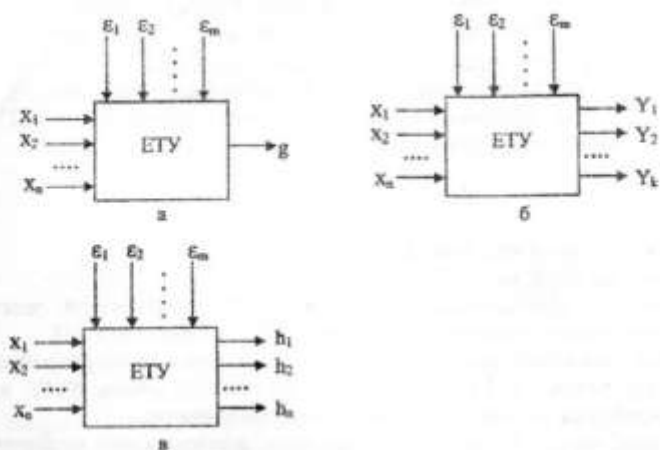 ε₁ ε₂ εₘ
x₁
x₂
....
xₙ
ЕТУ
g
а
ε₁ ε₂ εₘ
x₁
x₂
....
xₙ
ЕТУ
Y₁
Y₂
....
Yₖ
б
ε₁ ε₂ εₘ
x₁
x₂
....
xₙ
ЕТУ
h₁
h₂
....
hₙ
в